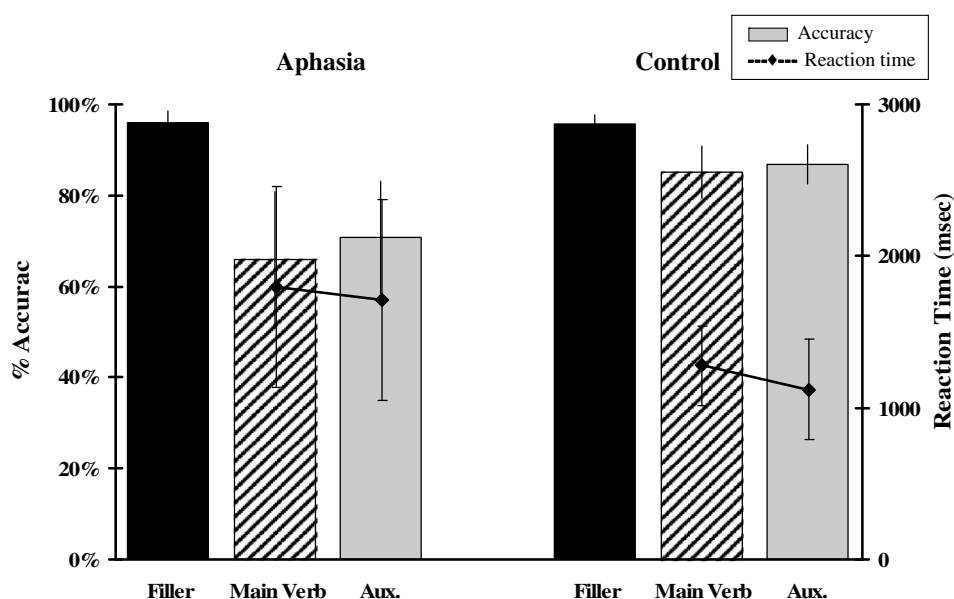 Accuracy
Reaction time
Aphasia
Control
100%
80%
60%
40%
20%
0%
% Accurac
3000
2000
1000
0
Reaction Time (msec)
Filler
Main Verb
Aux.
Filler
Main Verb
Aux.